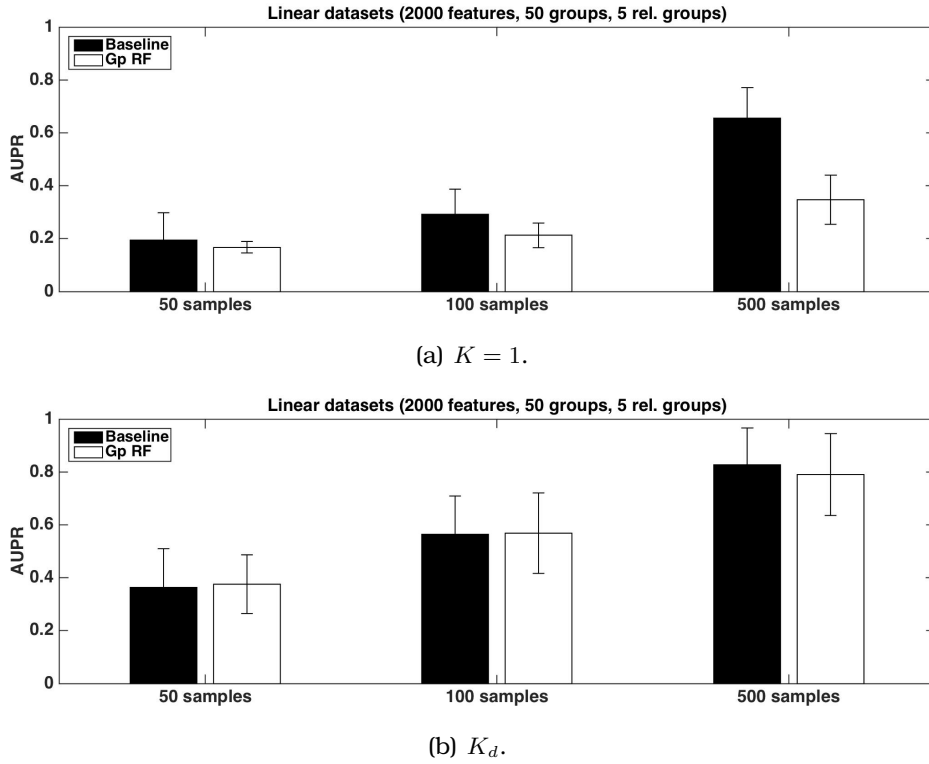 Linear datasets (2000 features, 50 groups, 5 rel. groups)
1
Baseline
Gp RF
0.8
0.6
AUPR
0.4
0.2
0
50 samples 100 samples 500 samples
(a) K = 1.
Linear datasets (2000 features, 50 groups, 5 rel. groups)
1
Baseline
Gp RF
0.8
0.6
AUPR
0.4
0.2
0
50 samples 100 samples 500 samples
(b) K_d.